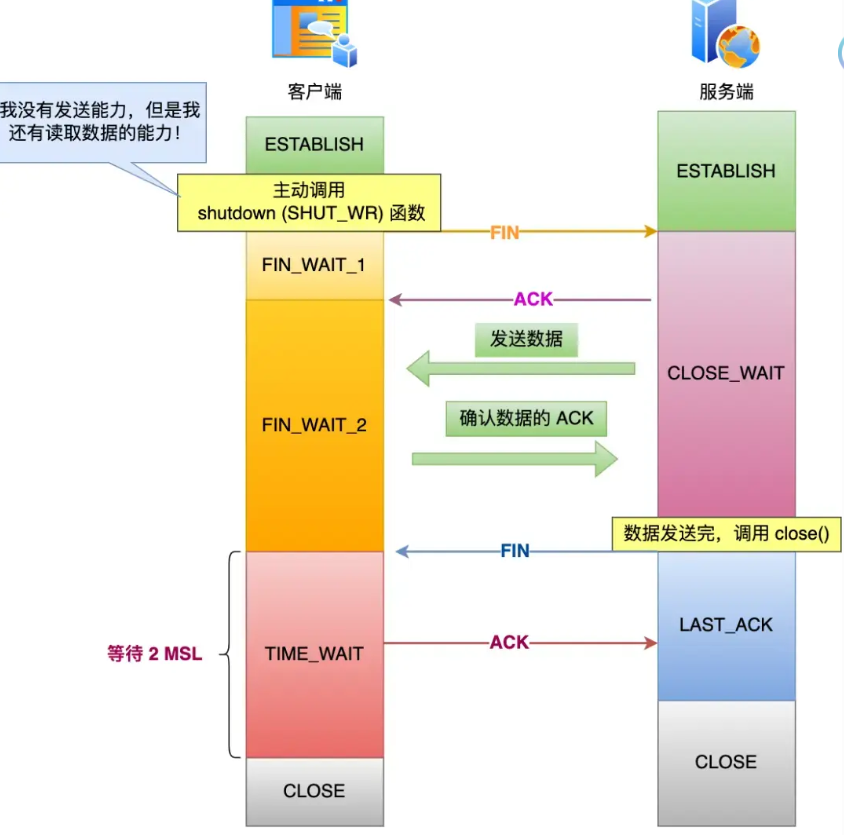 客户端
服务端
我没有发送能力，但是我
还有读取数据的能力！
ESTABLISH
ESTABLISH
主动调用
shutdown (SHUT_WR) 函数
FIN
FIN_WAIT_1
ACK
发送数据
CLOSE_WAIT
确认数据的 ACK
FIN_WAIT_2
数据发送完，调用 close()
FIN
LAST_ACK
ACK
等待 2 MSL
TIME_WAIT
CLOSE
CLOSE